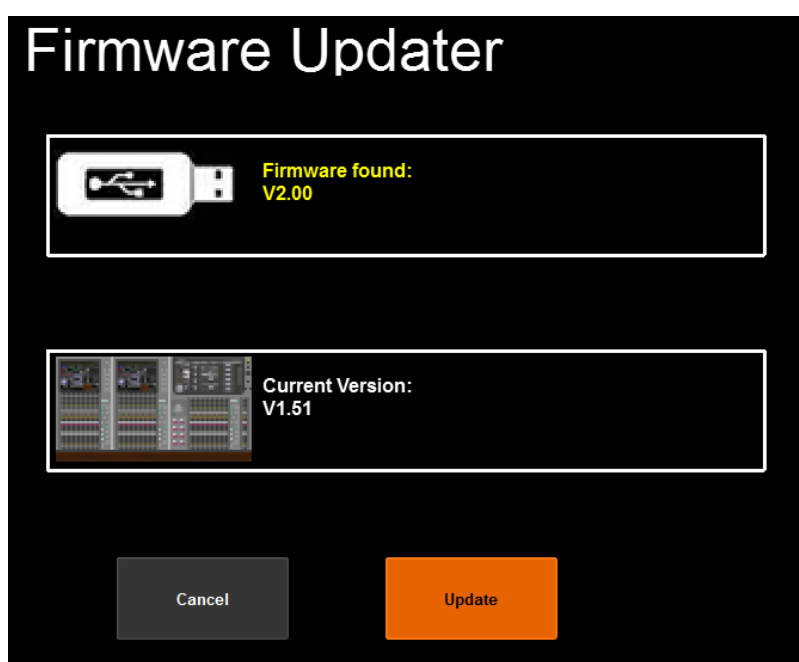 Firmware Updater
Firmware found:
V2.00
Current Version:
V1.51
Cancel
Update